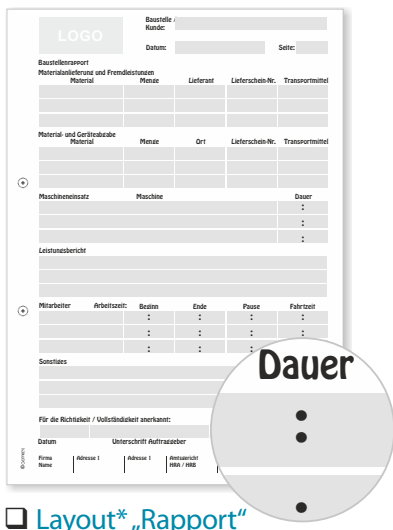 LOGO
Baustelle /
Kunde:
Datum: Seite:
Baustellenrapport
Materialanlieferung und Fremdleistungen
Material Menge Lieferant Lieferschein-Nr. Transportmittel
Material- und Geräteabgabe
Material Menge Ort Lieferschein-Nr. Transportmittel
Maschineneinsatz Maschine Dauer
:
:
:
Leistungsbericht
Mitarbeiter Arbeitszeit: Beginn Ende Pause Fahrtzeit
: : : :
: : : :
: : : :
Sonstiges
Dauer
:
Für die Richtigkeit / Vollständigkeit anerkannt:
Datum Unterschrift Auftraggeber
Firma Adresse 1 Adresse 1 Amtsgericht
Name HRA / HRB
❑ Layout* „Rapport“